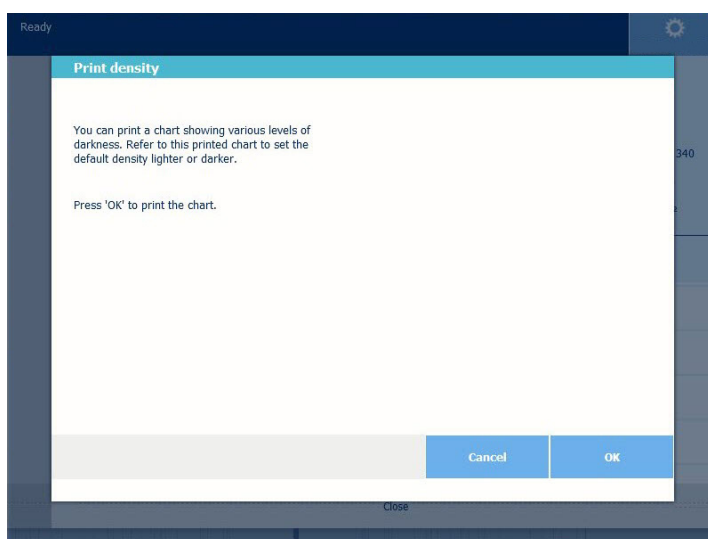 Ready
Print density
You can print a chart showing various levels of
darkness. Refer to this printed chart to set the
default density lighter or darker.
340
Press 'OK' to print the chart.
Cancel
OK
Close